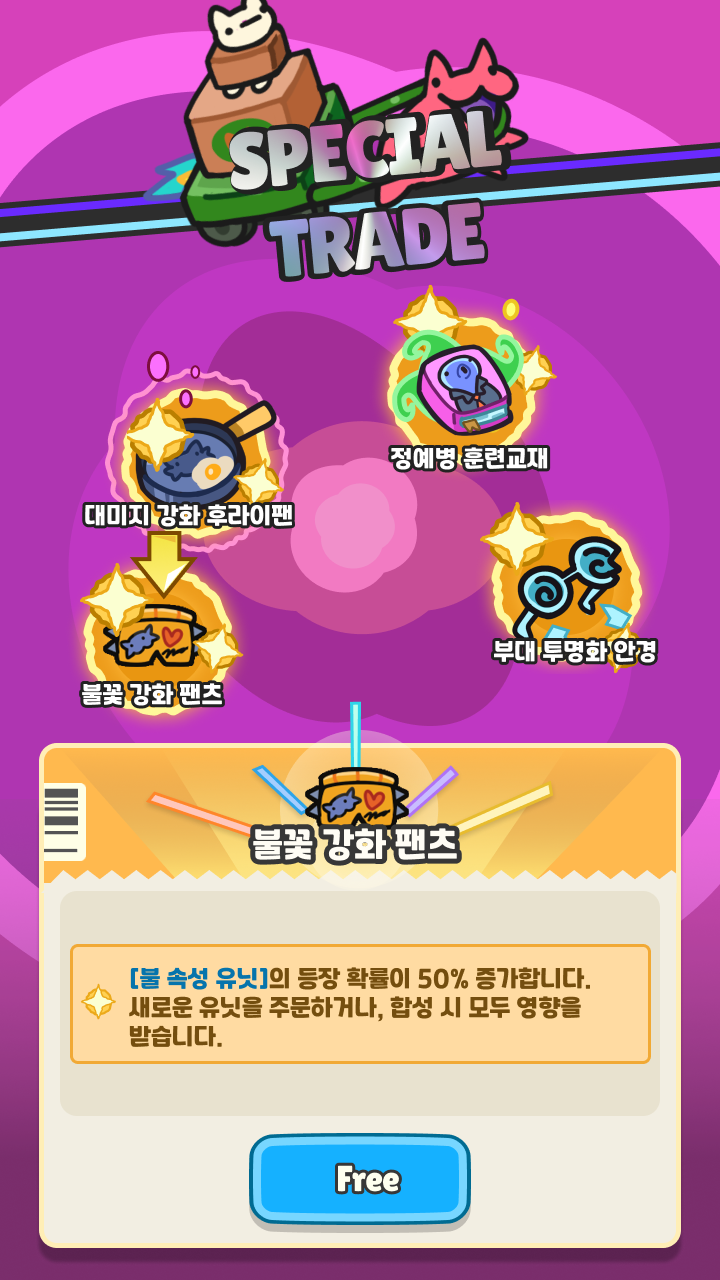 SPECIAL
TRADE
정예병 훈련교재
대미지 강화 후라이팬
부대 투명화 안경
불꽃 강화 팬츠
불꽃 강화 팬츠
[불 속성 유닛]의 등장 확률이 50% 증가합니다.
새로운 유닛을 주문하거나, 합성 시 모두 영향을
받습니다.
Free